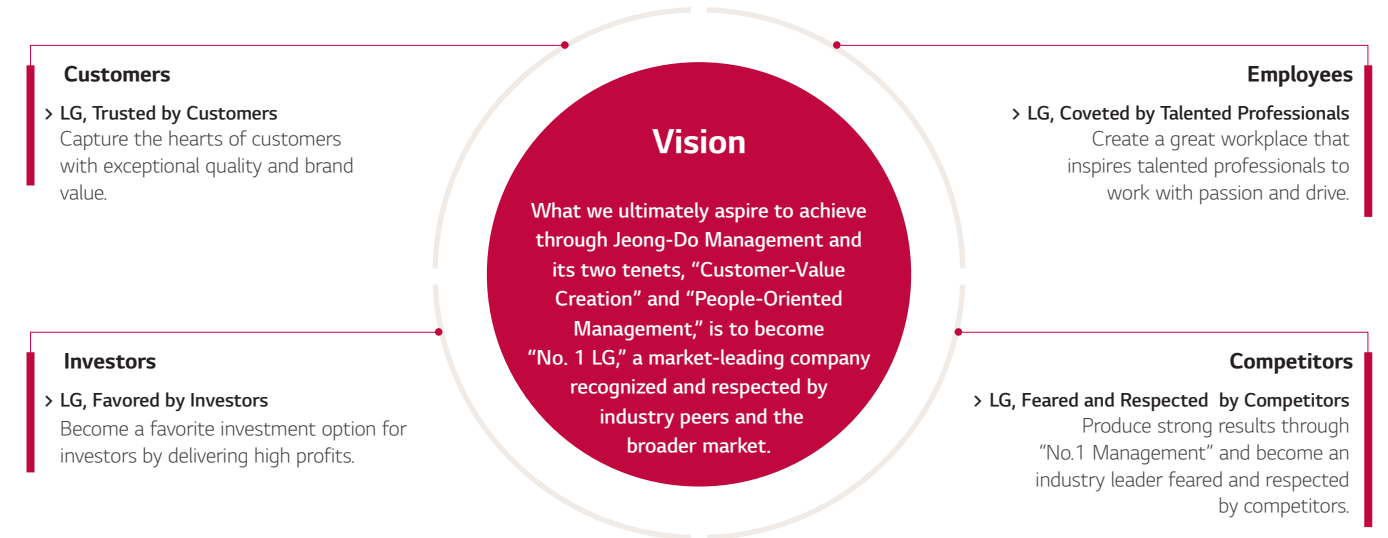 Customers
> LG, Trusted by Customers
Capture the hearts of customers
with exceptional quality and brand
value.
Investors
> LG, Favored by Investors
Become a favorite investment option for
investors by delivering high profits.
Vision
What we ultimately aspire to achieve
through Jeong-Do Management and
its two tenets, “Customer-Value
Creation” and “People-Oriented
Management,” is to become
“No. 1 LG,” a market-leading company
recognized and respected by
industry peers and the
broader market.
Employees
> LG, Coveted by Talented Professionals
Create a great workplace that
inspires talented professionals to
work with passion and drive.
Competitors
> LG, Feared and Respected  by Competitors
Produce strong results through
“No.1 Management” and become an
industry leader feared and respected
by competitors.